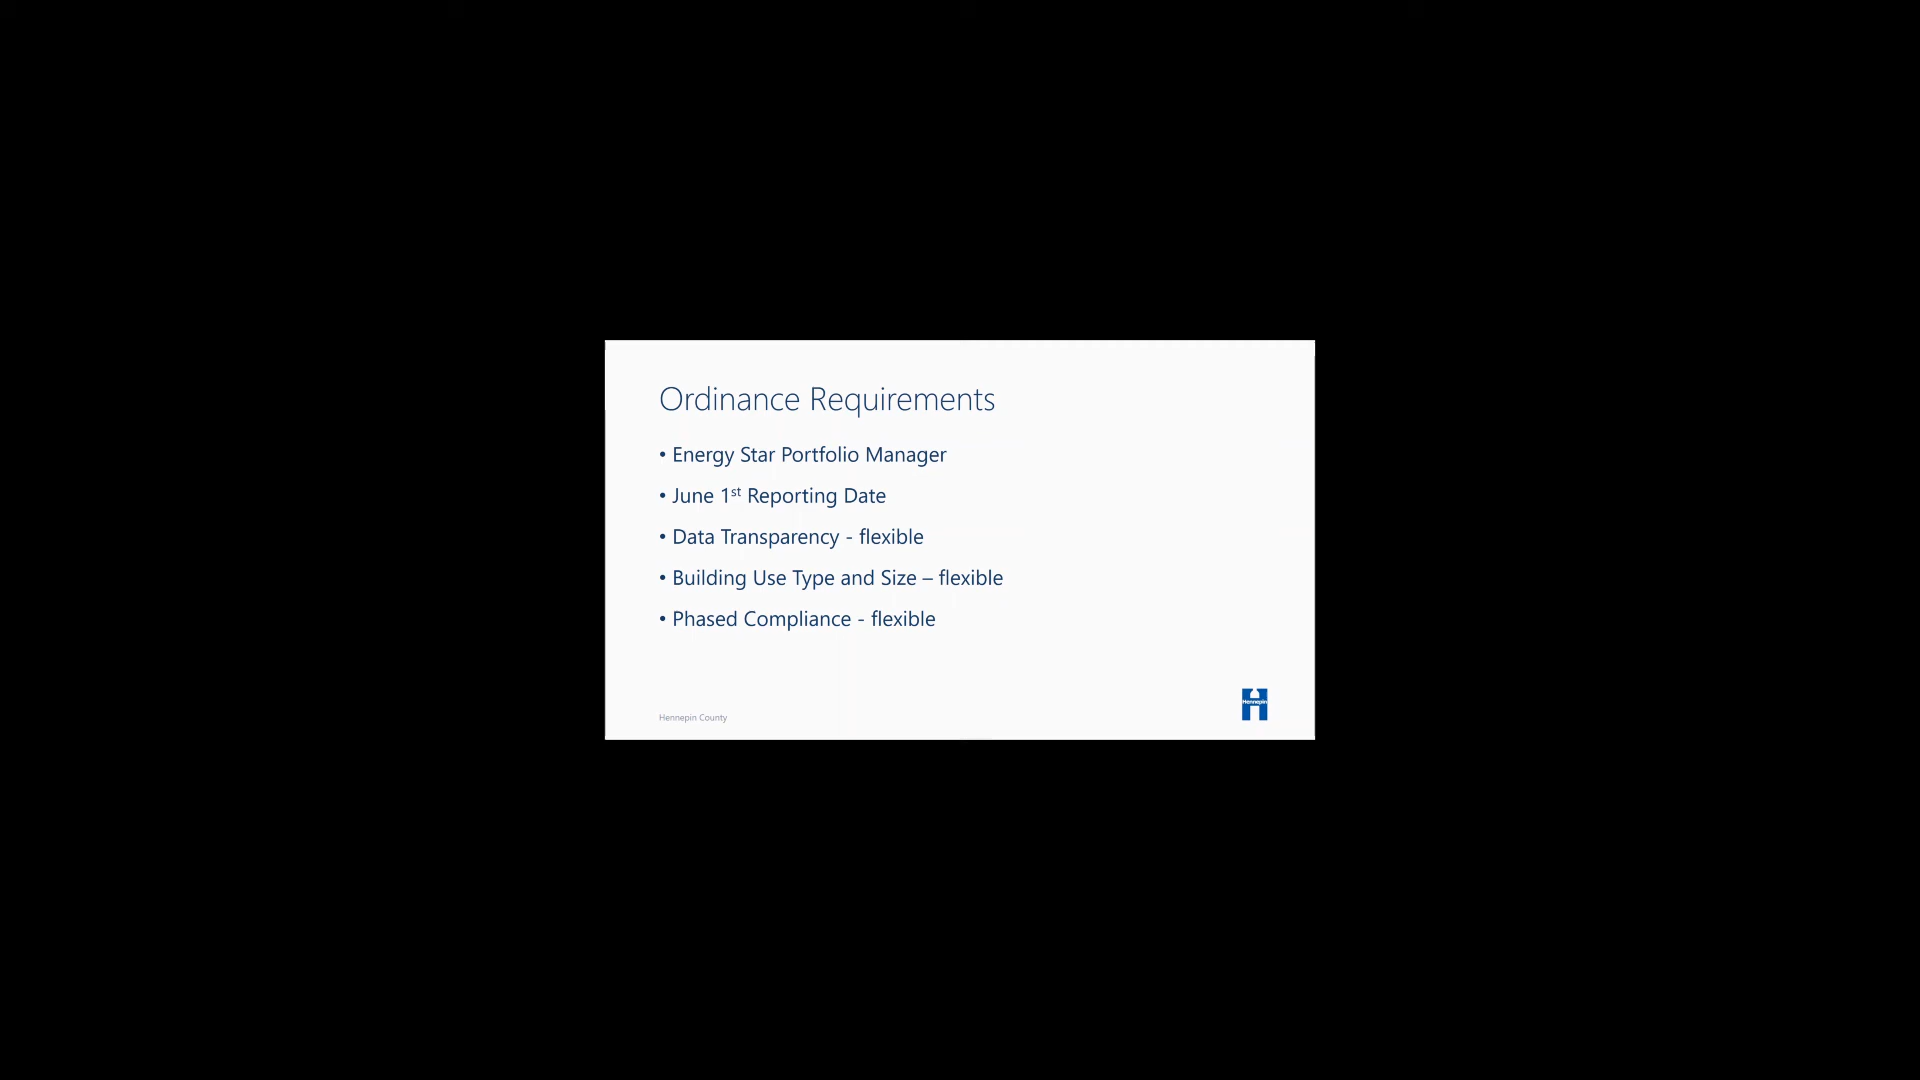 Ordinance Requirements
• Energy Star Portfolio Manager
• June 1st Reporting Date
• Data Transparency - flexible
• Building Use Type and Size – flexible
• Phased Compliance - flexible
Hennepin County
Hennepin